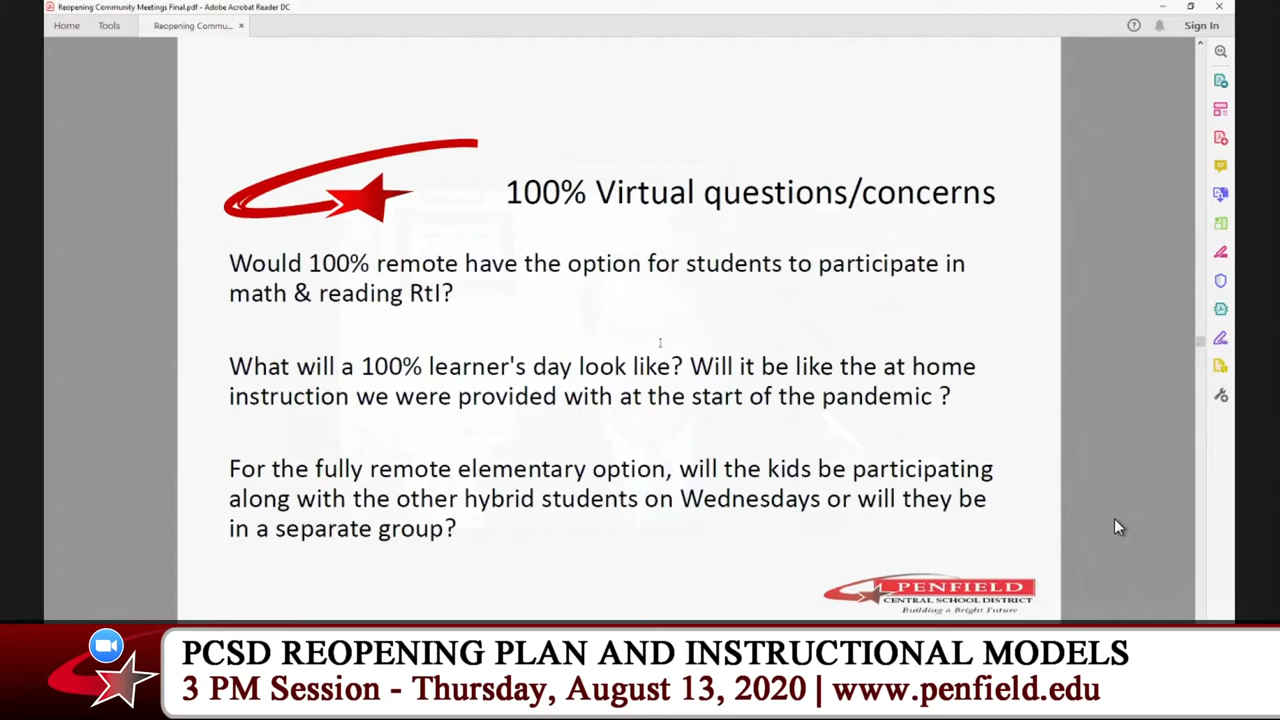 Reopening Community Meetings Final.pdf - Adobe Acrobat Reader DC
Home Tools Reopening Commu... × Sign In
100% Virtual questions/concerns
Would 100% remote have the option for students to participate in
math & reading RtI?
What will a 100% learner's day look like? Will it be like the at home
instruction we were provided with at the start of the pandemic ?
For the fully remote elementary option, will the kids be participating
along with the other hybrid students on Wednesdays or will they be
in a separate group?
PENFIELD
CENTRAL SCHOOL DISTRICT
Building a Bright Future
PCSD REOPENING PLAN AND INSTRUCTIONAL MODELS
3 PM Session - Thursday, August 13, 2020 | www.penfield.edu